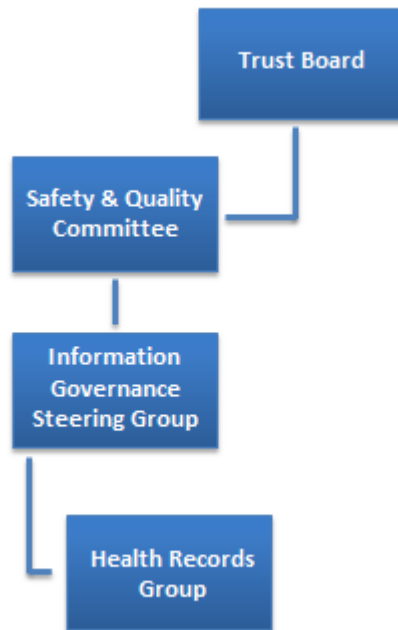 Trust Board
Safety & Quality
Committee
Information
Governance
Steering Group
Health Records
Group